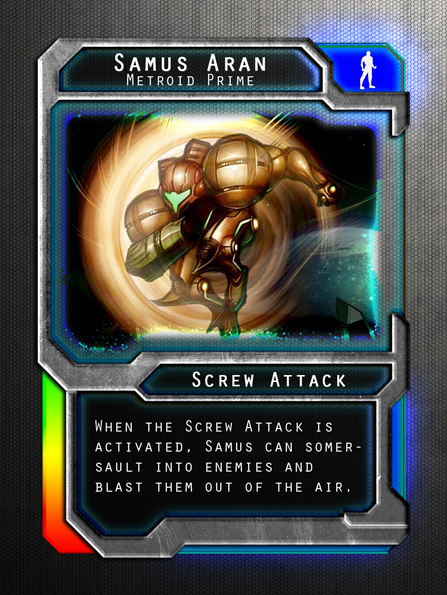 Samus Aran
Metroid Prime
Screw Attack
When the Screw Attack is
activated, Samus can somer-
sault into enemies and
blast them out of the air.